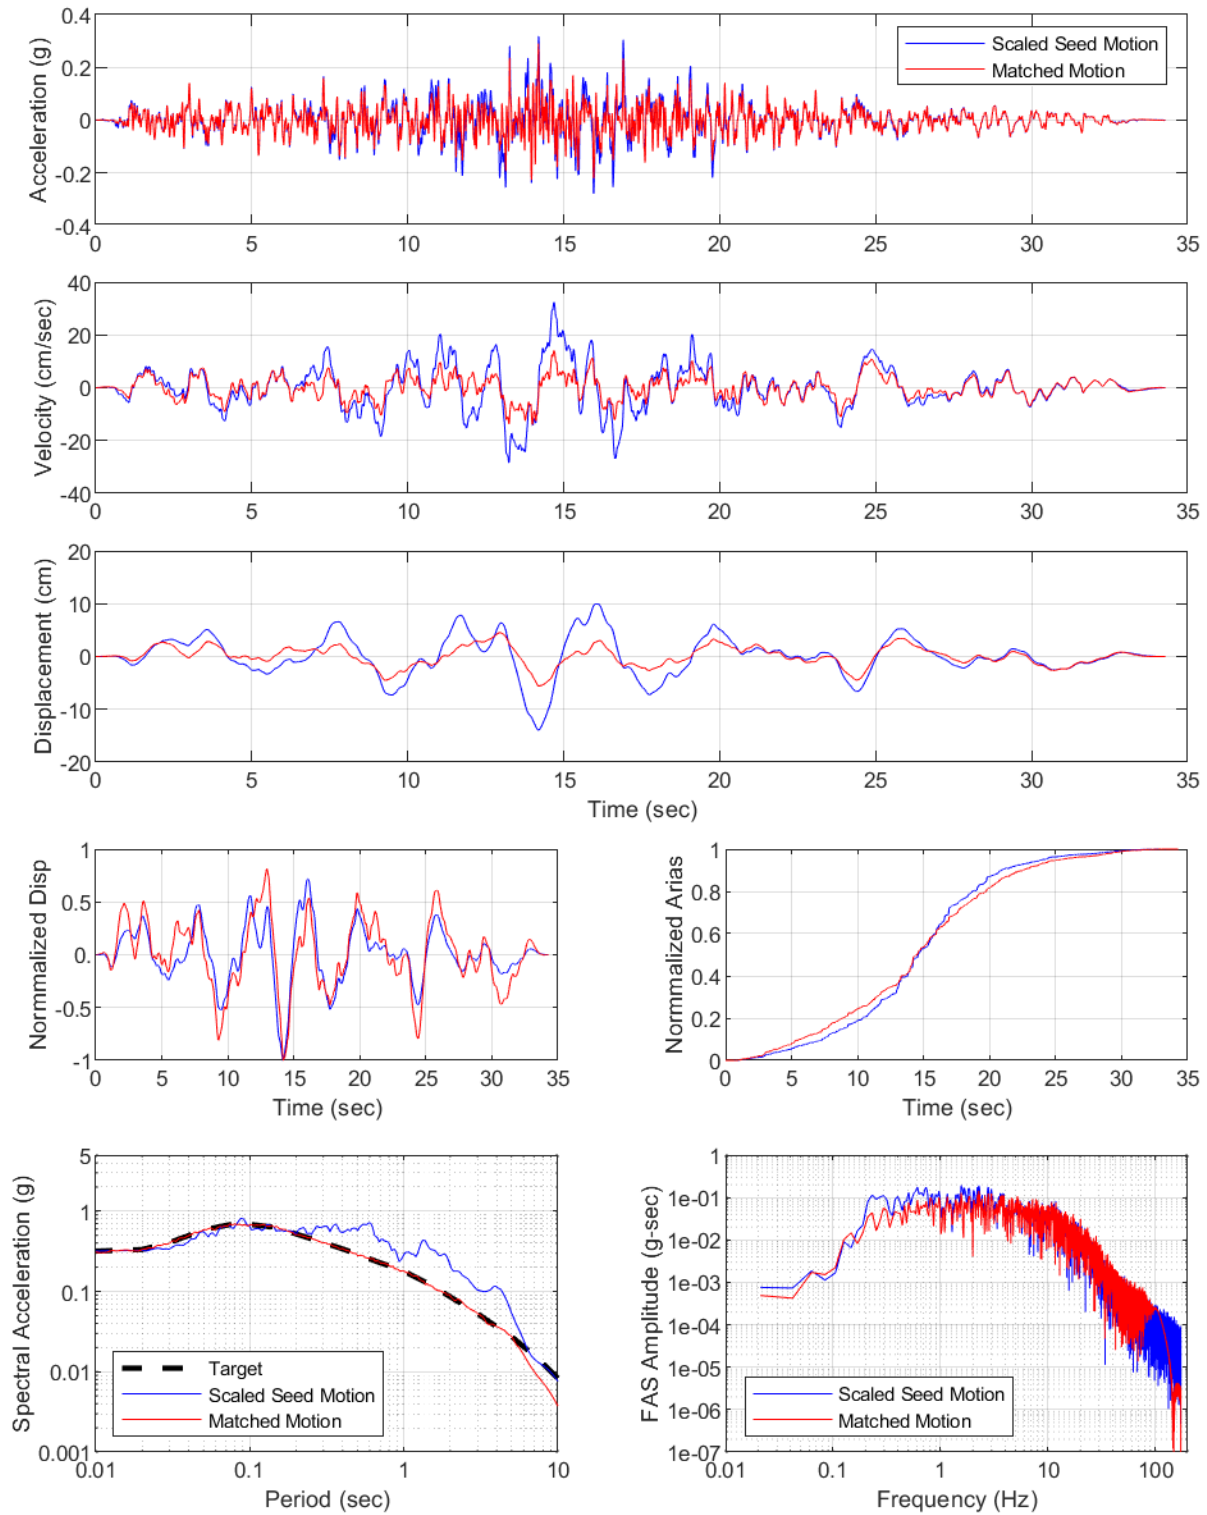 Acceleration (g)
0.4
0.2
0
-0.2
-0.4
Scaled Seed Motion
Matched Motion
0 5 10 15 20 25 30 35
Velocity (cm/sec)
40
20
0
-20
-40
0 5 10 15 20 25 30 35
Displacement (cm)
20
10
0
-10
-20
0 5 10 15 20 25 30 35
Time (sec)
Normmalized Disp
1
0.5
0
-0.5
-1
0 5 10 15 20 25 30 35
Time (sec)
Normmalized Arias
1
0.8
0.6
0.4
0.2
0
0 5 10 15 20 25 30 35
Time (sec)
Spectral Acceleration (g)
5
1
0.1
0.01
0.001
Target
Scaled Seed Motion
Matched Motion
0.01 0.1 1 10
Period (sec)
FAS Amplitude (g-sec)
1
1e-01
1e-02
1e-03
1e-04
1e-05
1e-06
1e-07
Scaled Seed Motion
Matched Motion
0.01 0.1 1 10 100
Frequency (Hz)